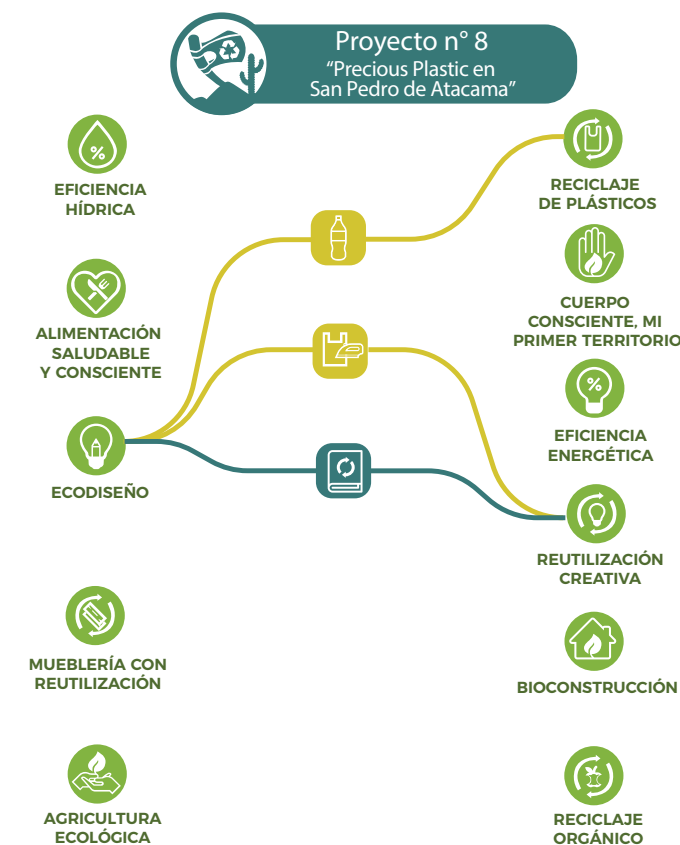 Proyecto n° 8
“Precious Plastic en
San Pedro de Atacama”
%
EFICIENCIA
HÍDRICA
RECICLAJE
DE PLÁSTICOS
ALIMENTACIÓN
SALUDABLE
Y CONSCIENTE
CUERPO
CONSCIENTE, MI
PRIMER TERRITORIO
%
EFICIENCIA
ENERGÉTICA
ECODISEÑO
REUTILIZACIÓN
CREATIVA
MUEBLERÍA CON
REUTILIZACIÓN
BIOCONSTRUCCIÓN
AGRICULTURA
ECOLÓGICA
RECICLAJE
ORGÁNICO